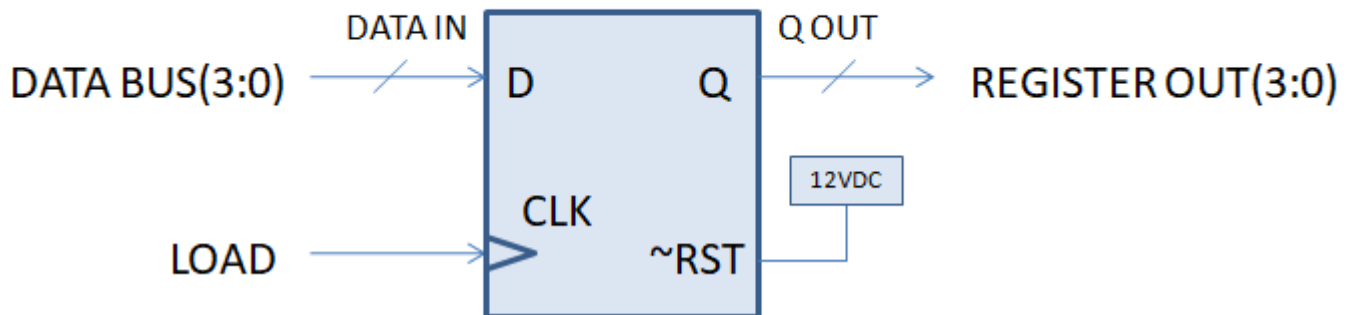 DATA IN
Q OUT
DATA BUS(3:0)
D
Q
REGISTER OUT(3:0)
12VDC
CLK
LOAD
~RST